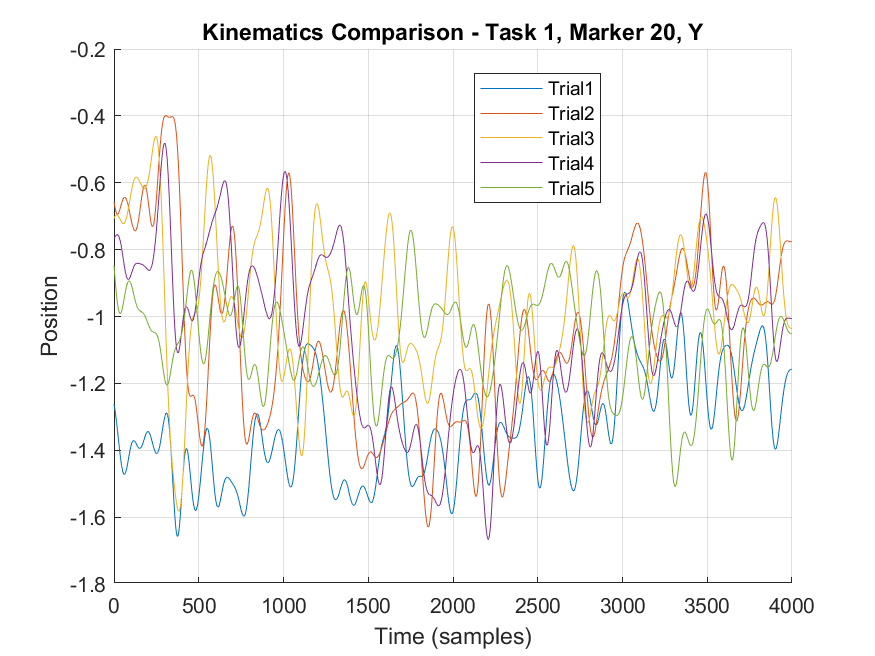 Kinematics Comparison - Task 1, Marker 20, Y
-0.2
-0.4
-0.6
-0.8
-1
-1.2
-1.4
-1.6
-1.8
Position
Trial1
Trial2
Trial3
Trial4
Trial5
0 500 1000 1500 2000 2500 3000 3500 4000
Time (samples)